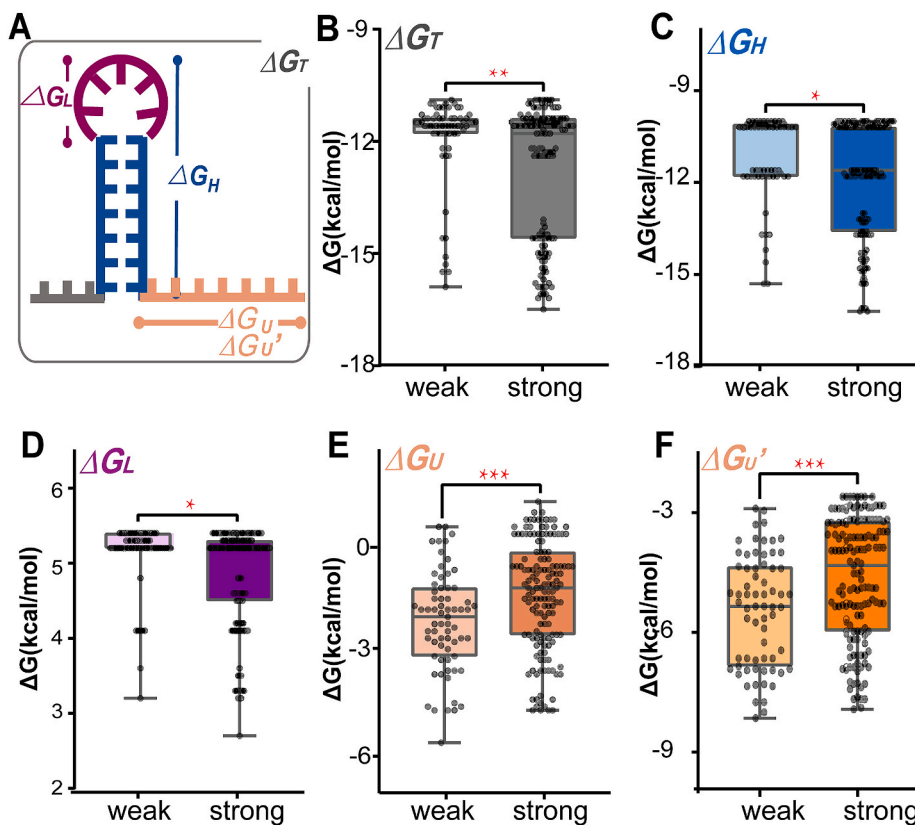 A
ΔGT
ΔGL
ΔGH
ΔGU
ΔGU'
B
ΔGT
-9
**
-12
-15
-18
ΔG(kcal/mol)
weak strong
C
ΔGH
-9
*
-12
-15
-18
ΔG(kcal/mol)
weak strong
D
ΔGL
6
*
5
4
3
2
ΔG(kcal/mol)
weak strong
E
ΔGU
***
0
-3
-6
ΔG(kcal/mol)
weak strong
F
ΔGU'
***
-3
-6
-9
ΔG(kcal/mol)
weak strong